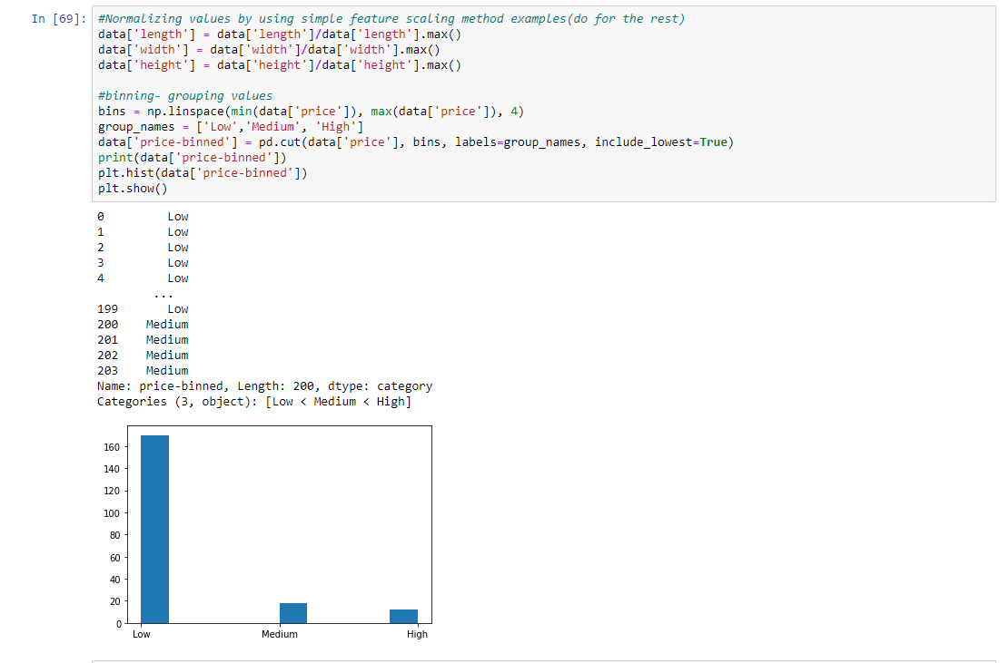 In [69]: #Normalizing values by using simple feature scaling method examples(do for the rest)
data['length'] = data['length']/data['length'].max()
data['width'] = data['width']/data['width'].max()
data['height'] = data['height']/data['height'].max()
#binning- grouping values
bins = np.linspace(min(data['price']), max(data['price']), 4)
group_names = ['Low','Medium', 'High']
data['price-binned'] = pd.cut(data['price'], bins, labels=group_names, include_lowest=True)
print(data['price-binned'])
plt.hist(data['price-binned'])
plt.show()
0 Low
1 Low
2 Low
3 Low
4 Low
...
199 Low
200 Medium
201 Medium
202 Medium
203 Medium
Name: price-binned, Length: 200, dtype: category
Categories (3, object): [Low < Medium < High]
160
140
120
100
80
60
40
20
0
Low Medium High